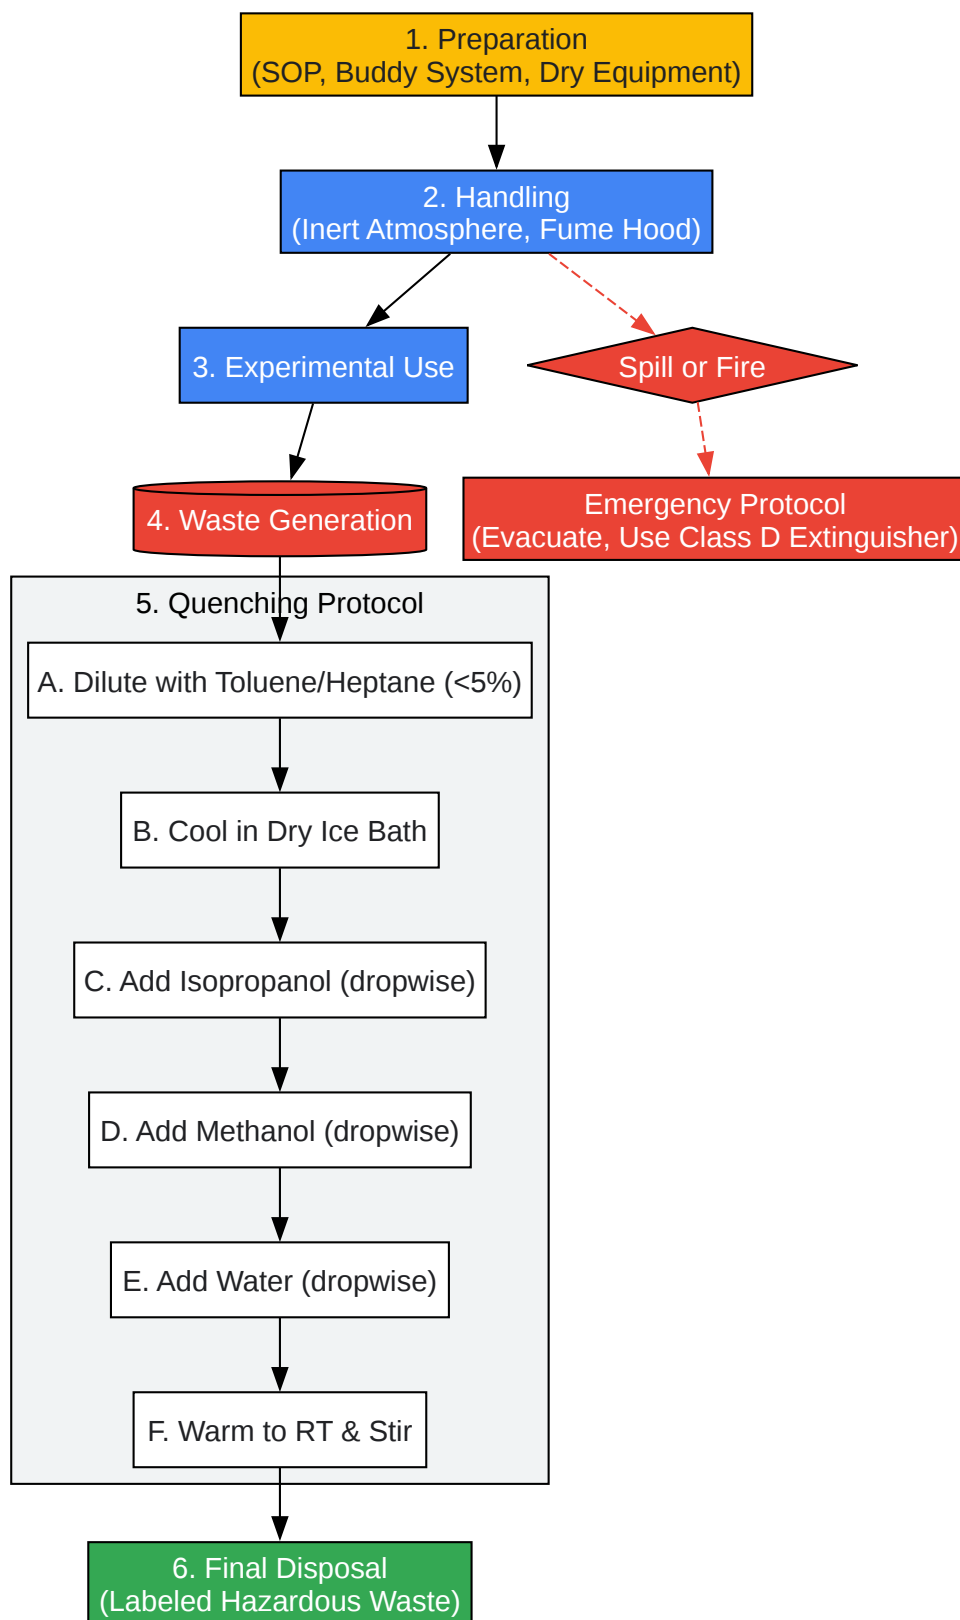 1. Preparation
(SOP, Buddy System, Dry Equipment)
2. Handling
(Inert Atmosphere, Fume Hood)
3. Experimental Use
Spill or Fire
4. Waste Generation
Emergency Protocol
(Evacuate, Use Class D Extinguisher)
5. Quenching Protocol
A. Dilute with Toluene/Heptane (<5%)
B. Cool in Dry Ice Bath
C. Add Isopropanol (dropwise)
D. Add Methanol (dropwise)
E. Add Water (dropwise)
F. Warm to RT & Stir
6. Final Disposal
(Labeled Hazardous Waste)